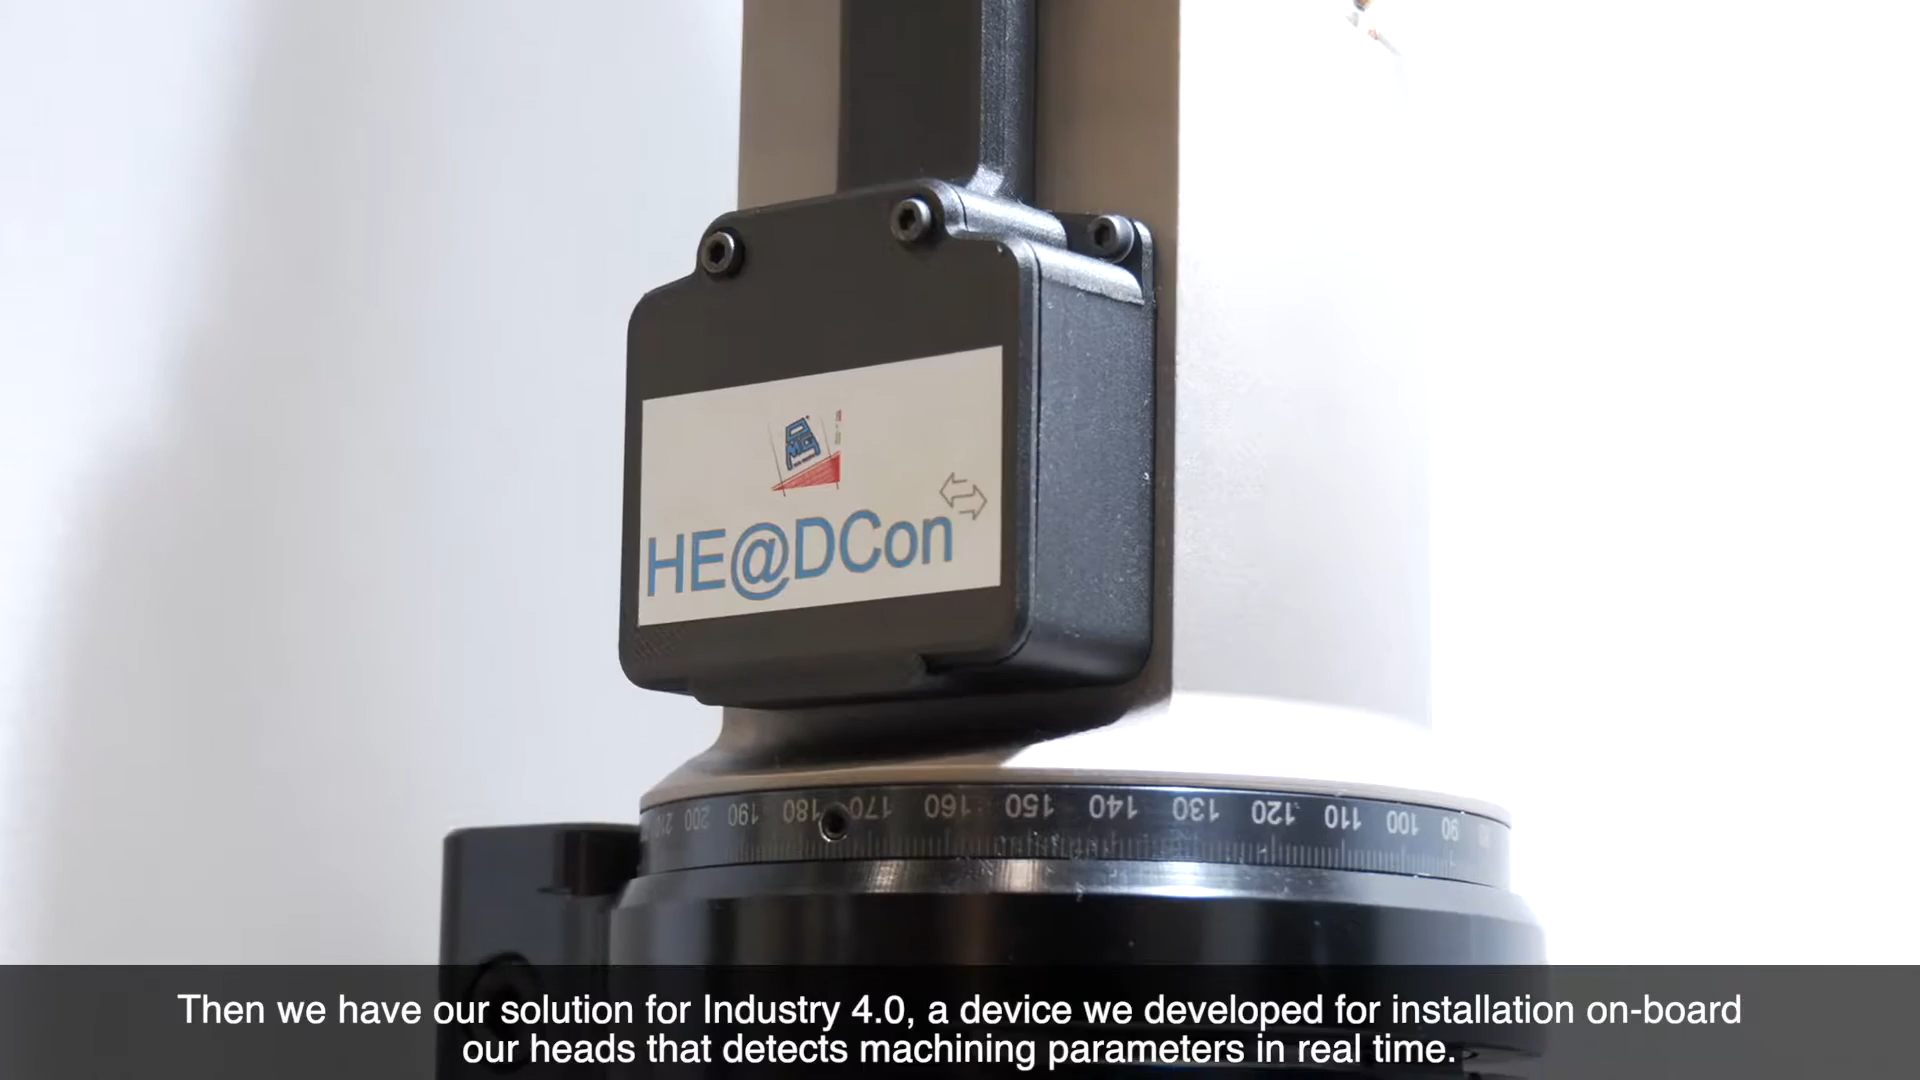 HE@DCon
210 200 190 180 170 160 150 140 130 120 110 100 90
Then we have our solution for Industry 4.0, a device we developed for installation on-board
our heads that detects machining parameters in real time.